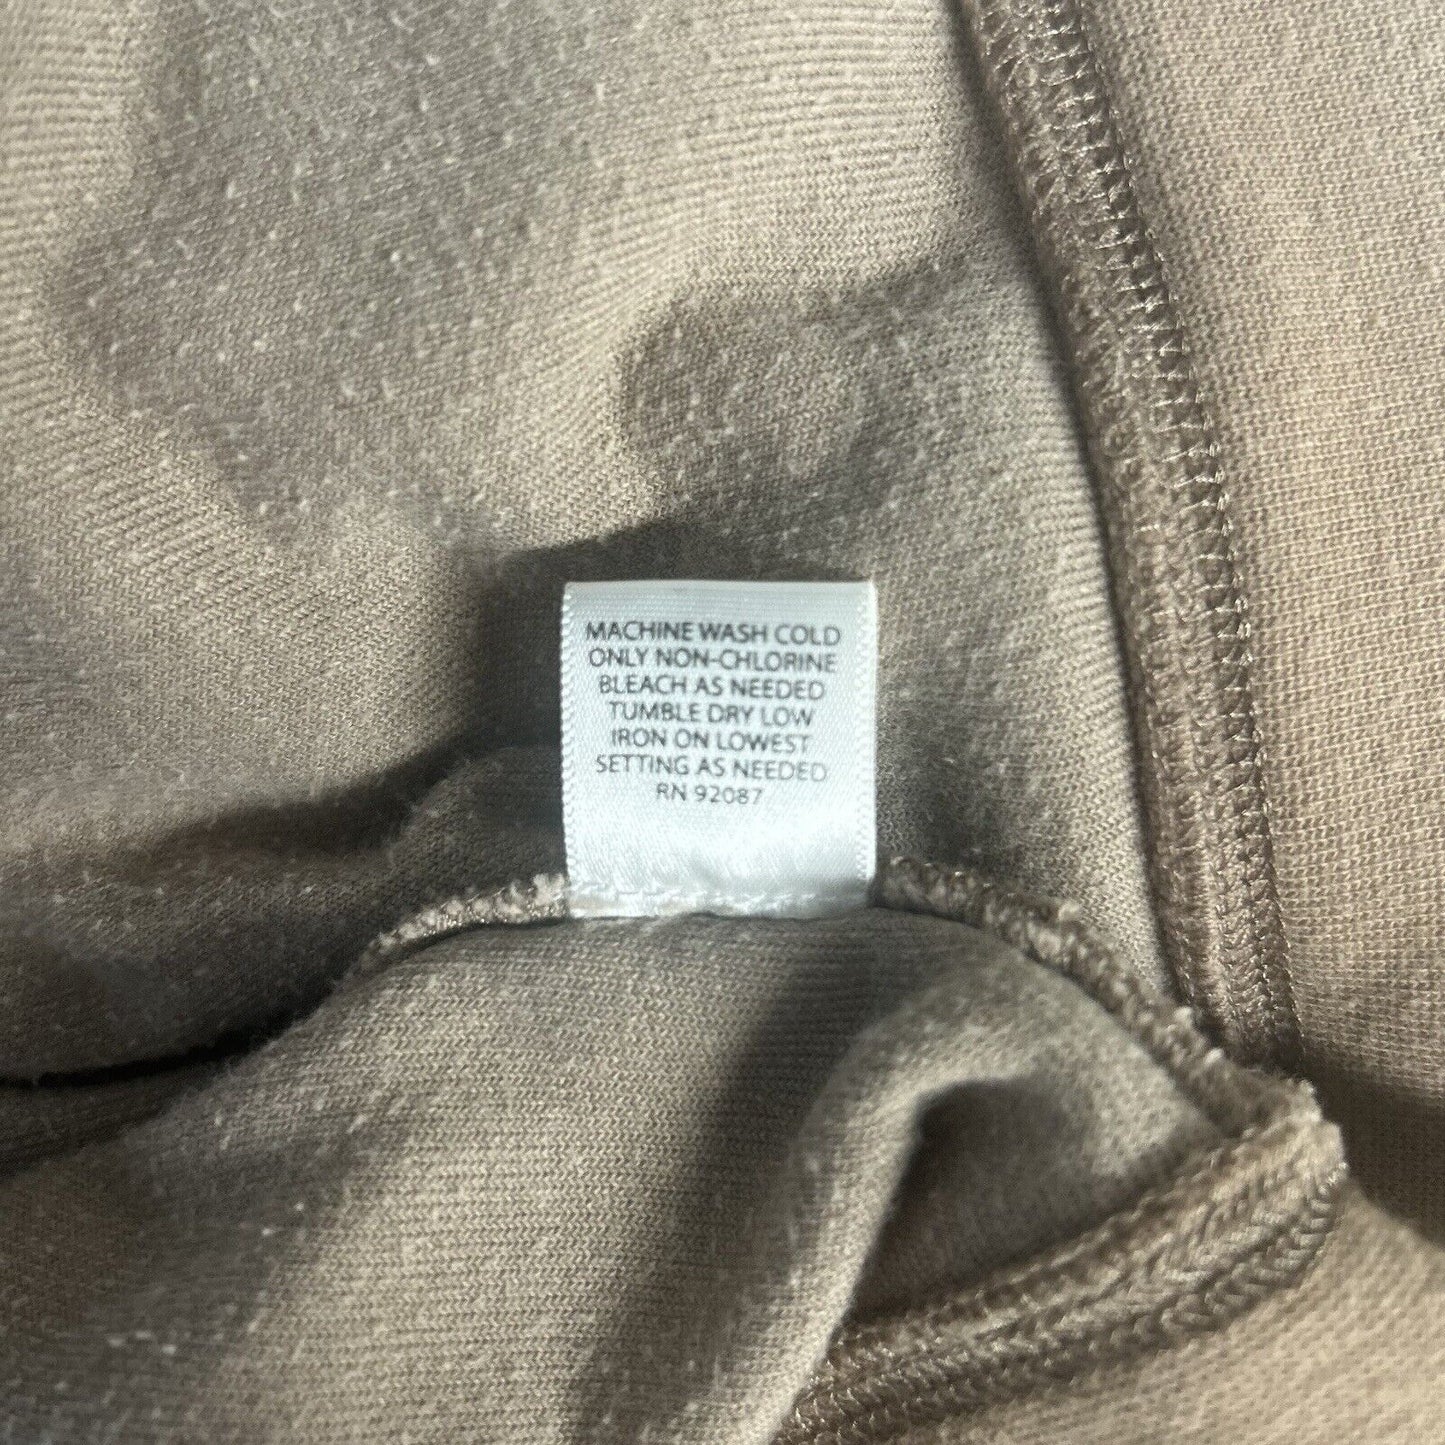 MACHINE WASH COLD
ONLY NON-CHLORINE
BLEACH AS NEEDED
TUMBLE DRY LOW
IRON ON LOWEST
SETTING AS NEEDED
RN 92087